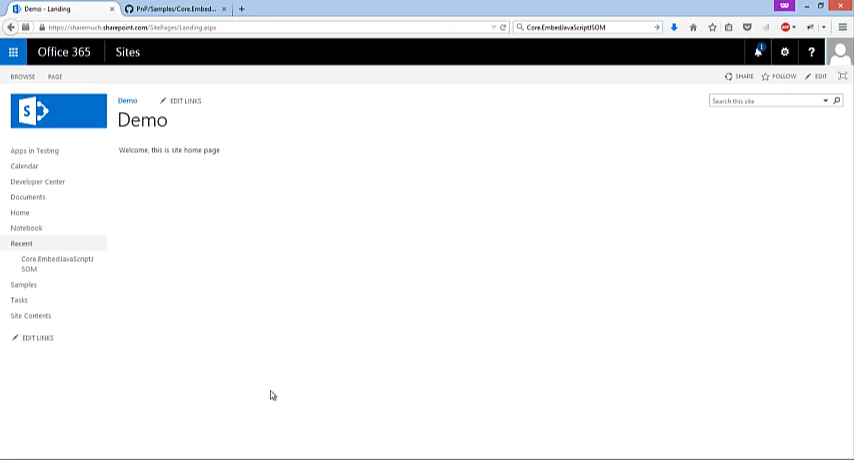 Demo - Landing
PnP/Samples/Core.Embed...
https://sharemuch.sharepoint.com/SitePages/Landing.aspx
Core.EmbedJavaScriptJSOM
Office 365
Sites
1
?
BROWSE
PAGE
SHARE
FOLLOW
EDIT
S
Demo
EDIT LINKS
Search this site
Demo
Welcome, this is site home page
Apps in Testing
Calendar
Developer Center
Documents
Home
Notebook
Recent
Core.EmbedJavaScriptJ
SOM
Samples
Tasks
Site Contents
EDIT LINKS